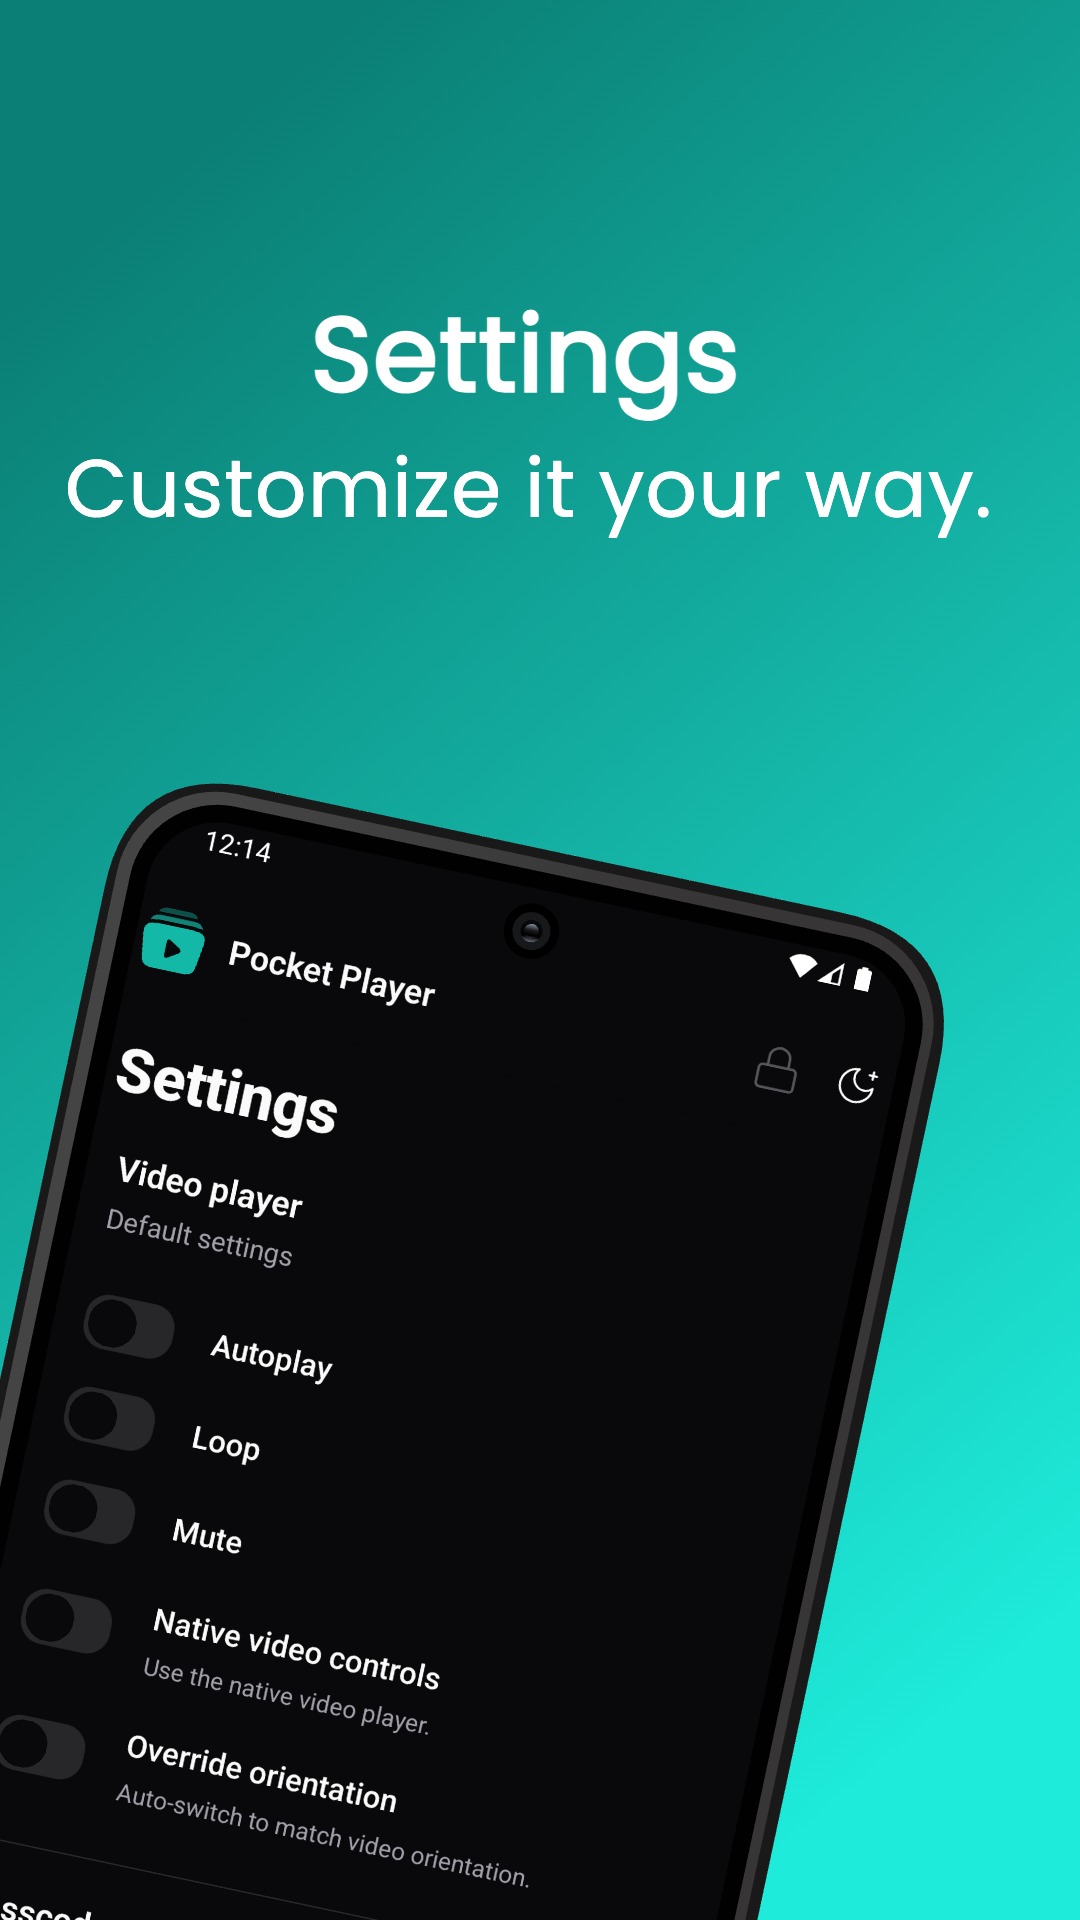 Settings
Customize it your way.
12:14
Pocket Player
Settings
Video player
Default settings
Autoplay
Loop
Mute
Native video controls
Use the native video player.
Override orientation
Auto-switch to match video orientation.